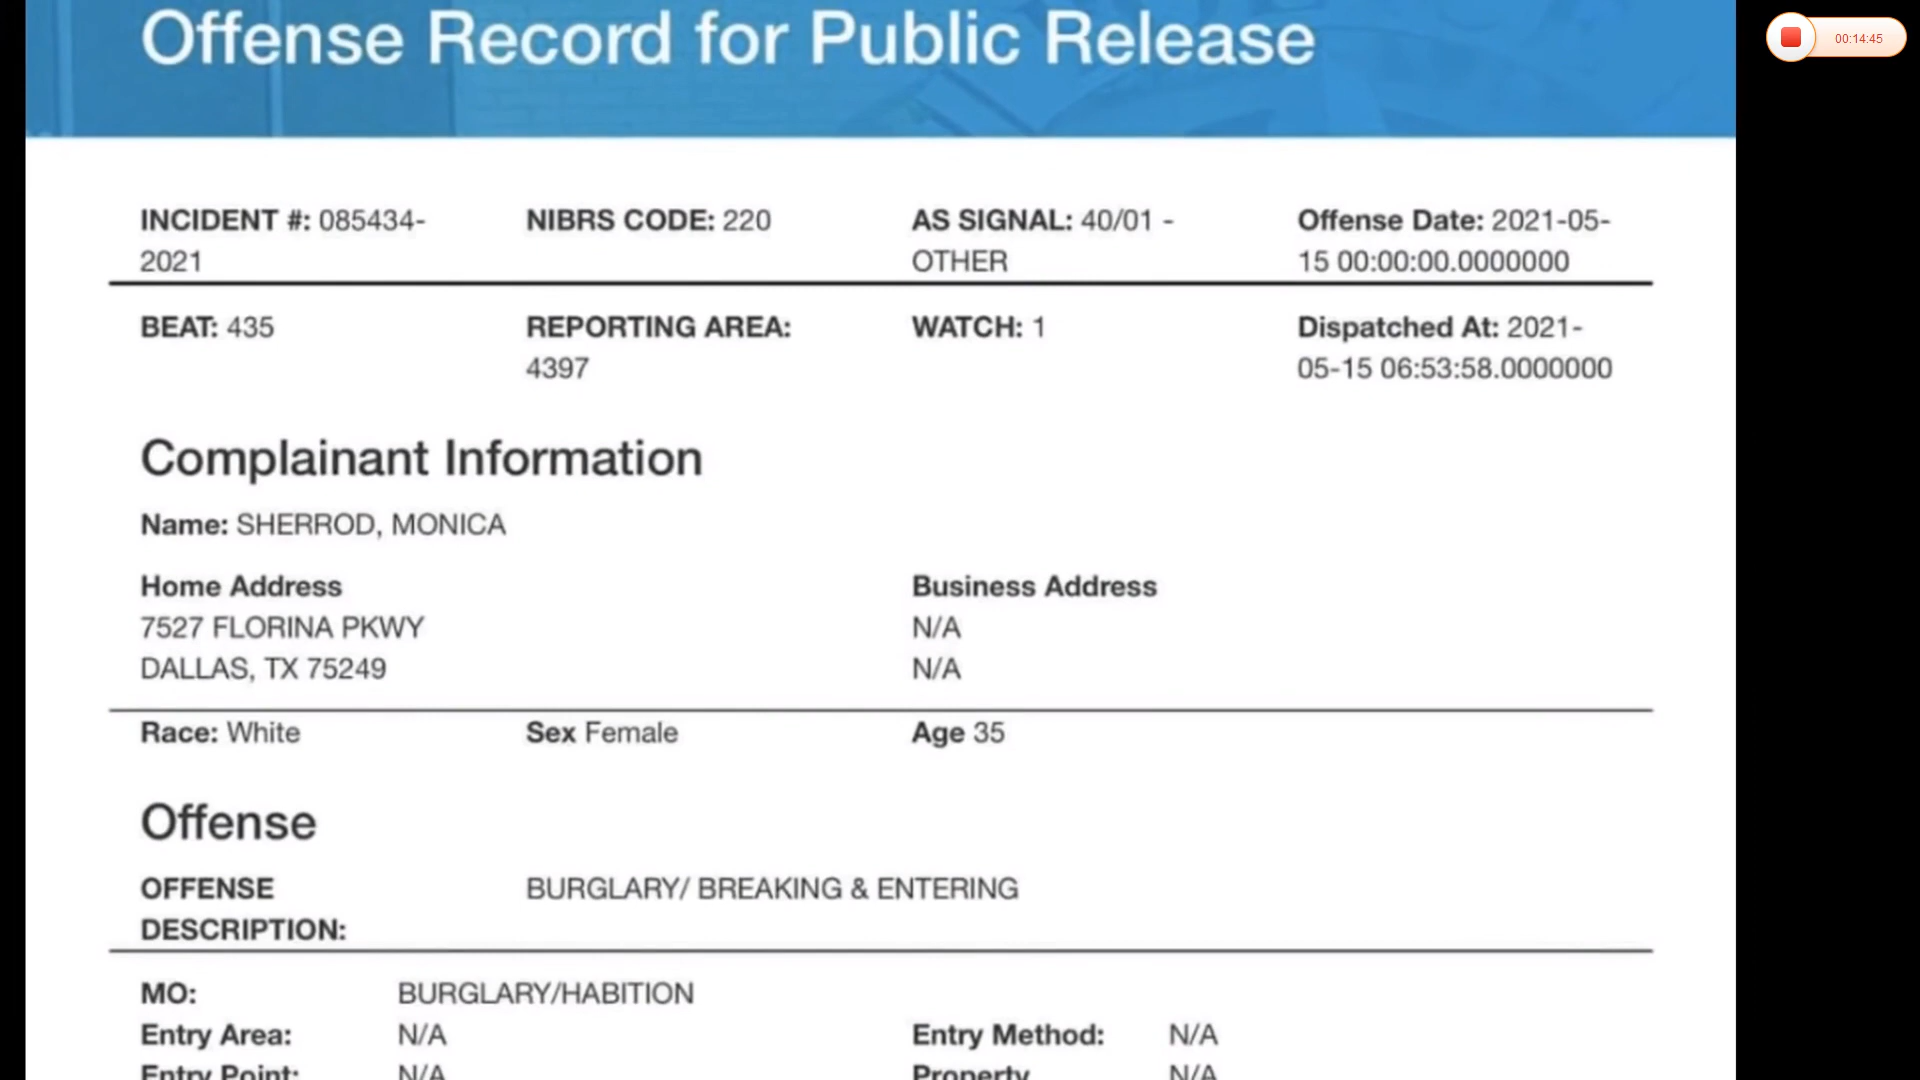 Offense Record for Public Release
00:14:45
INCIDENT #: 085434-
2021
NIBRS CODE: 220
AS SIGNAL: 40/01 -
OTHER
Offense Date: 2021-05-
15 00:00:00.0000000
BEAT: 435
REPORTING AREA:
4397
WATCH: 1
Dispatched At: 2021-
05-15 06:53:58.0000000
Complainant Information
Name: SHERROD, MONICA
Home Address
7527 FLORINA PKWY
DALLAS, TX 75249
Business Address
N/A
N/A
Race: White
Sex Female
Age 35
Offense
OFFENSE
DESCRIPTION:
BURGLARY/ BREAKING & ENTERING
MO:
BURGLARY/HABITION
Entry Area:
N/A
Entry Method:
N/A
Entry Point:
N/A
Property
N/A